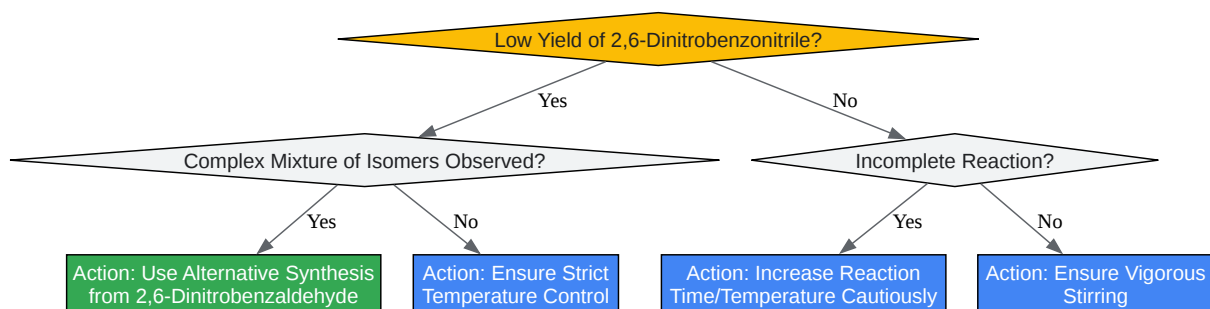 Low Yield of 2,6-Dinitrobenzonitrile?
Yes
No
Complex Mixture of Isomers Observed?
Incomplete Reaction?
Yes
No
Yes
No
Action: Use Alternative Synthesis
from 2,6-Dinitrobenzaldehyde
Action: Ensure Strict
Temperature Control
Action: Increase Reaction
Time/Temperature Cautiously
Action: Ensure Vigorous
Stirring